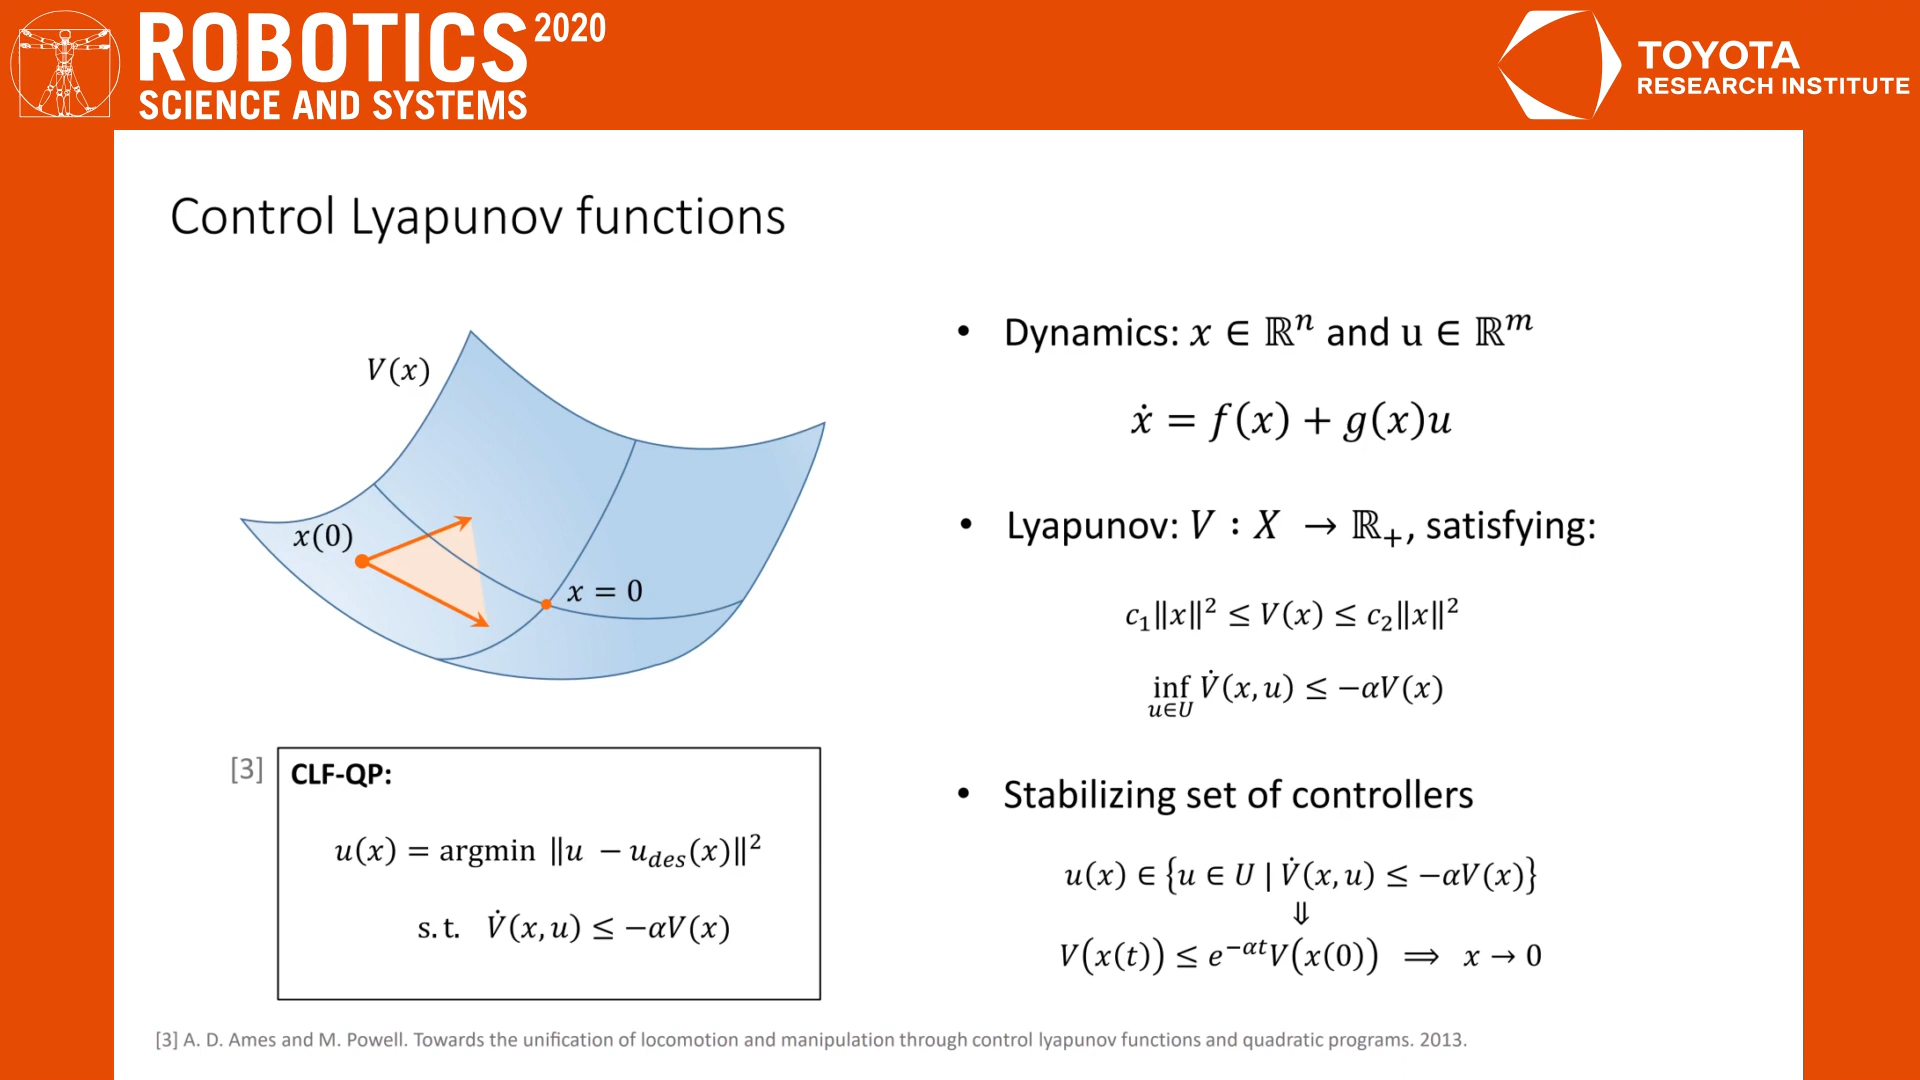 ROBOTICS 2020
SCIENCE AND SYSTEMS
TOYOTA
RESEARCH INSTITUTE
Control Lyapunov functions
V(x)
x(0)
x = 0
[3]
CLF-QP:
u(x) = argmin ‖u − u_des(x)‖²
s.t. V̇(x, u) ≤ −αV(x)
• Dynamics: x ∈ ℝⁿ and u ∈ ℝᵐ
ẋ = f(x) + g(x)u
• Lyapunov: V : X → ℝ₊, satisfying:
c₁‖x‖² ≤ V(x) ≤ c₂‖x‖²
inf V̇(x, u) ≤ −αV(x)
u∈U
• Stabilizing set of controllers
u(x) ∈ {u ∈ U | V̇(x, u) ≤ −αV(x)}
⇓
V(x(t)) ≤ e^{−αt}V(x(0)) ⟹ x → 0
[3] A. D. Ames and M. Powell. Towards the unification of locomotion and manipulation through control lyapunov functions and quadratic programs. 2013.